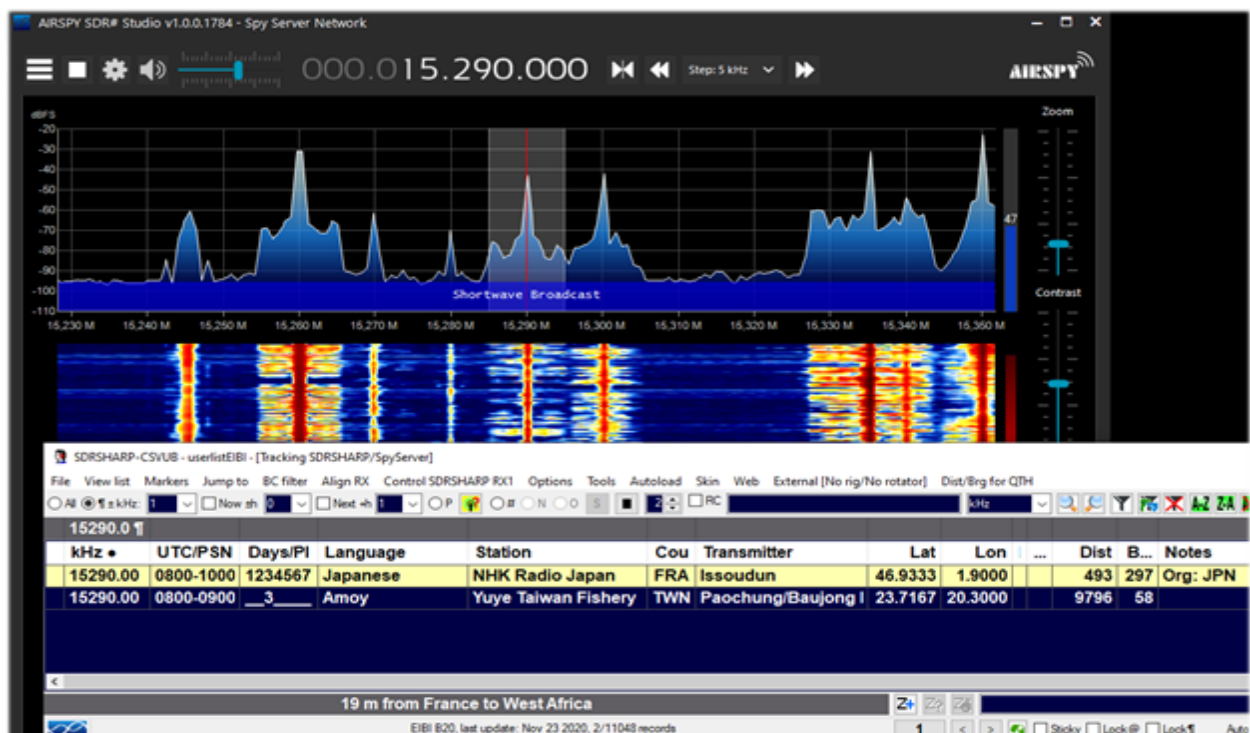 AIRSPY SDR# Studio v1.0.0.1784 - Spy Server Network
000.015.290.000
Step: 5 kHz
AIRSPY
dBFS
Zoom
-20
-30
-40
-50
-60
-70
-80
-90
-100
-110
47
Shortwave Broadcast
Contrast
15,230 M 15,240 M 15,250 M 15,260 M 15,270 M 15,280 M 15,290 M 15,300 M 15,310 M 15,320 M 15,330 M 15,340 M 15,350 M
SDRSHARP-CSVUB - userlistEIBI - [Tracking SDRSHARP/SpyServer]
File View list Markers Jump to BC filter Align RX Control SDRSHARP RX1 Options Tools Autoload Skin Web External [No rig/No rotator] Dist/Brg for QTH
All ¶ ± kHz: 1 Now ±h 0 Next +h 1 P # N O S 2 RC kHz A-Z Z-A
15290.0 ¶
kHz • UTC/PSN Days/Pl Language Station Cou Transmitter Lat Lon ... Dist B... Notes
15290.00 0800-1000 1234567 Japanese NHK Radio Japan FRA Issoudun 46.9333 1.9000 493 297 Org: JPN
15290.00 0800-0900 __3____ Amoy Yuye Taiwan Fishery TWN Paochung/Baujong 23.7167 20.3000 9796 58
19 m from France to West Africa
Z+ Z?
EIBI B20, last update: Nov 23 2020, 2/11048 records
1 < > Sticky Lock@ Lock¶ Auto